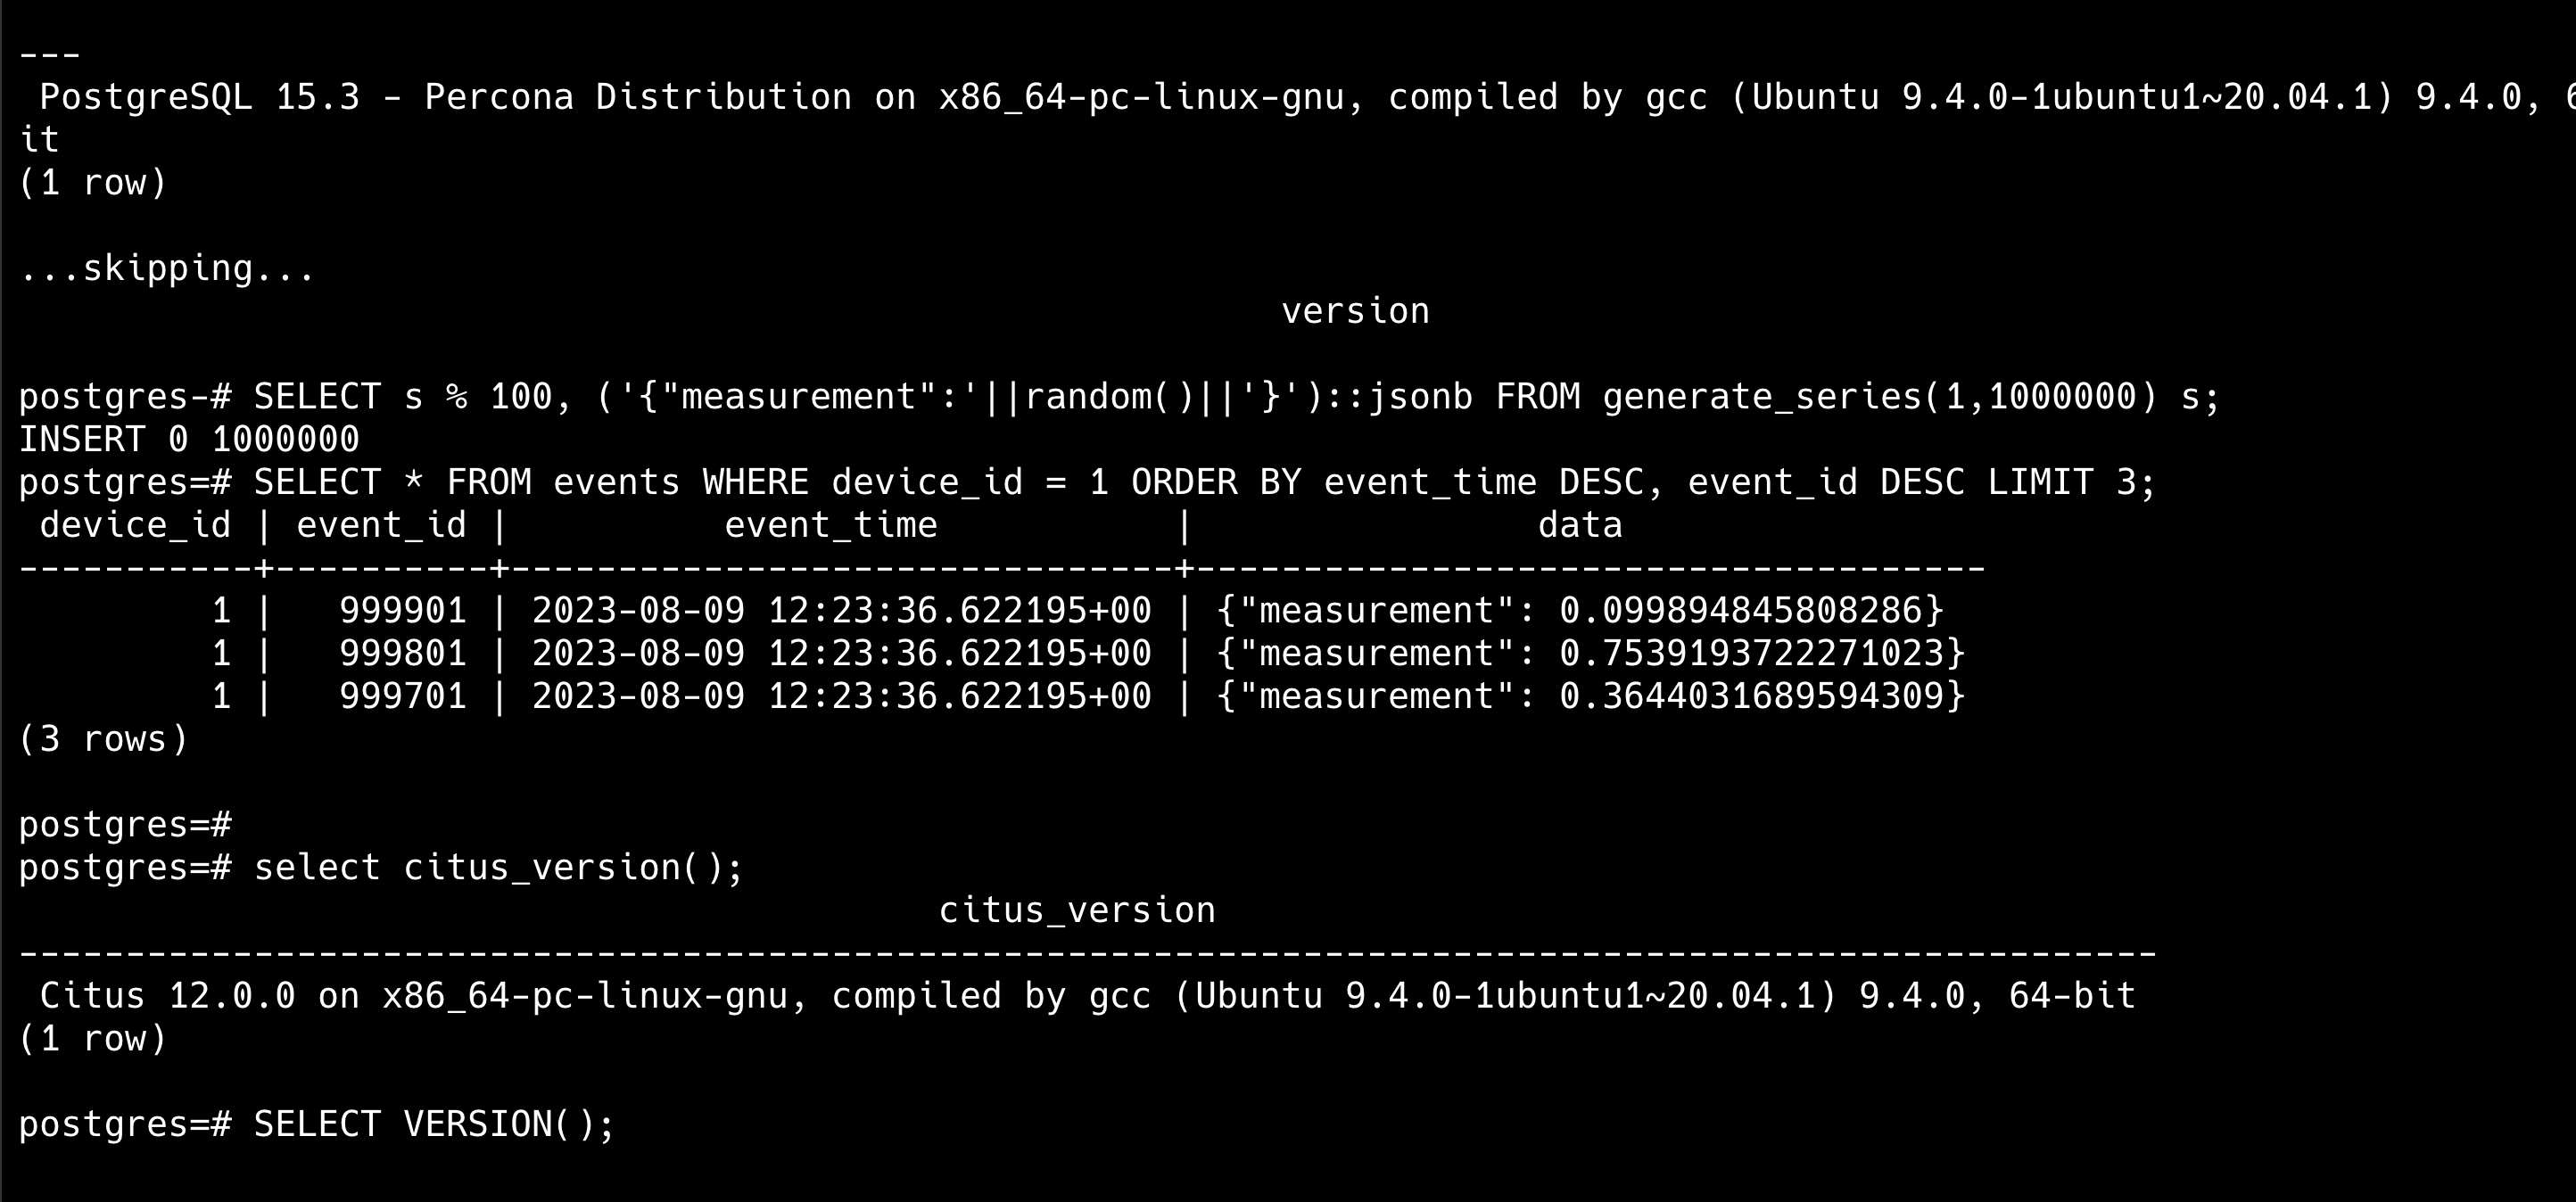 ---
 PostgreSQL 15.3 - Percona Distribution on x86_64-pc-linux-gnu, compiled by gcc (Ubuntu 9.4.0-1ubuntu1~20.04.1) 9.4.0,
it
(1 row)

...skipping...
                                                           version

postgres-# SELECT s % 100, ('{"measurement":'||random()||'}')::jsonb FROM generate_series(1,1000000) s;
INSERT 0 1000000
postgres=# SELECT * FROM events WHERE device_id = 1 ORDER BY event_time DESC, event_id DESC LIMIT 3;
 device_id | event_id |          event_time           |                data
-----------+----------+-------------------------------+-------------------------------------
         1 |   999901 | 2023-08-09 12:23:36.622195+00 | {"measurement": 0.099894845808286}
         1 |   999801 | 2023-08-09 12:23:36.622195+00 | {"measurement": 0.7539193722271023}
         1 |   999701 | 2023-08-09 12:23:36.622195+00 | {"measurement": 0.3644031689594309}
(3 rows)

postgres=#
postgres=# select citus_version();
                                           citus_version
----------------------------------------------------------------------------------------------------
 Citus 12.0.0 on x86_64-pc-linux-gnu, compiled by gcc (Ubuntu 9.4.0-1ubuntu1~20.04.1) 9.4.0, 64-bit
(1 row)

postgres=# SELECT VERSION();